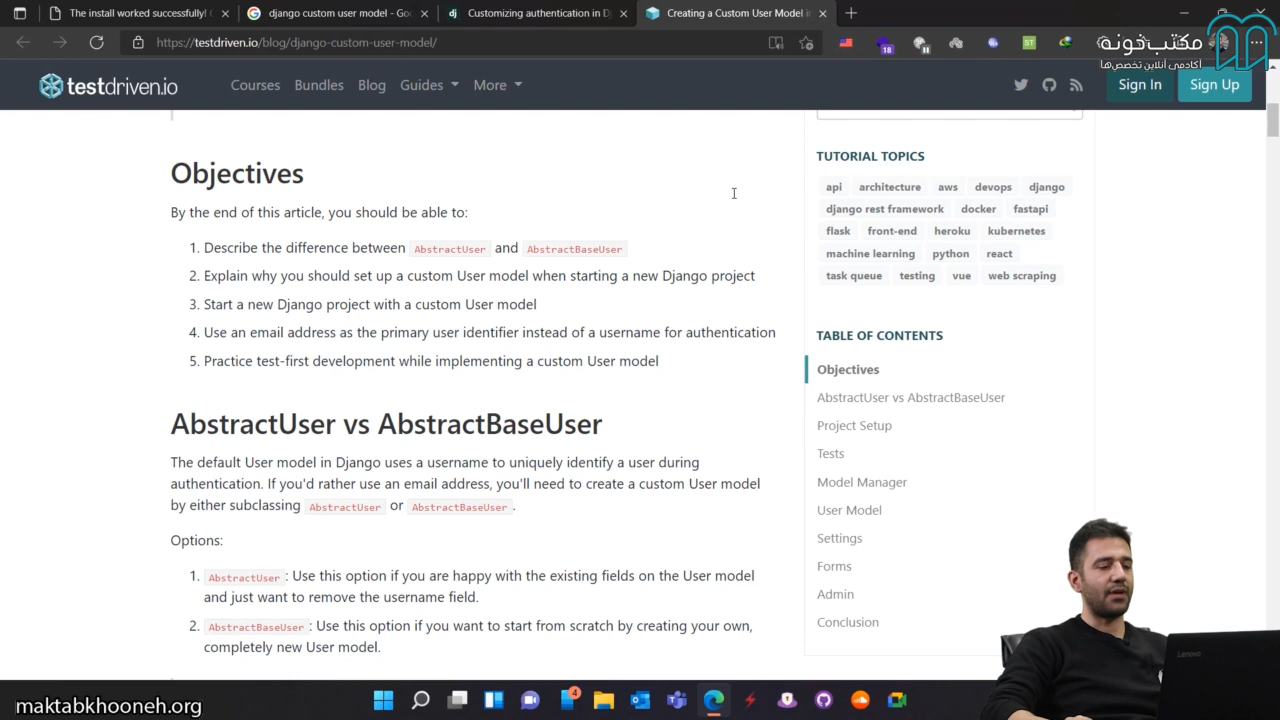 The install worked successfully! C
django custom user model - Goo
Customizing authentication in D
Creating a Custom User Model in
https://testdriven.io/blog/django-custom-user-model/
18
ST
مکتب‌خونه
آکادمی آنلاین تخصص‌ها
testdriven.io
Courses
Bundles
Blog
Guides
More
Sign In
Sign Up
Objectives
By the end of this article, you should be able to:
1. Describe the difference between AbstractUser and AbstractBaseUser
2. Explain why you should set up a custom User model when starting a new Django project
3. Start a new Django project with a custom User model
4. Use an email address as the primary user identifier instead of a username for authentication
5. Practice test-first development while implementing a custom User model
AbstractUser vs AbstractBaseUser
The default User model in Django uses a username to uniquely identify a user during
authentication. If you'd rather use an email address, you'll need to create a custom User model
by either subclassing AbstractUser or AbstractBaseUser.
Options:
1. AbstractUser: Use this option if you are happy with the existing fields on the User model
and just want to remove the username field.
2. AbstractBaseUser: Use this option if you want to start from scratch by creating your own,
completely new User model.
TUTORIAL TOPICS
api architecture aws devops django
django rest framework docker fastapi
flask front-end heroku kubernetes
machine learning python react
task queue testing vue web scraping
TABLE OF CONTENTS
Objectives
AbstractUser vs AbstractBaseUser
Project Setup
Tests
Model Manager
User Model
Settings
Forms
Admin
Conclusion
Lenovo
4
maktabkhooneh.org